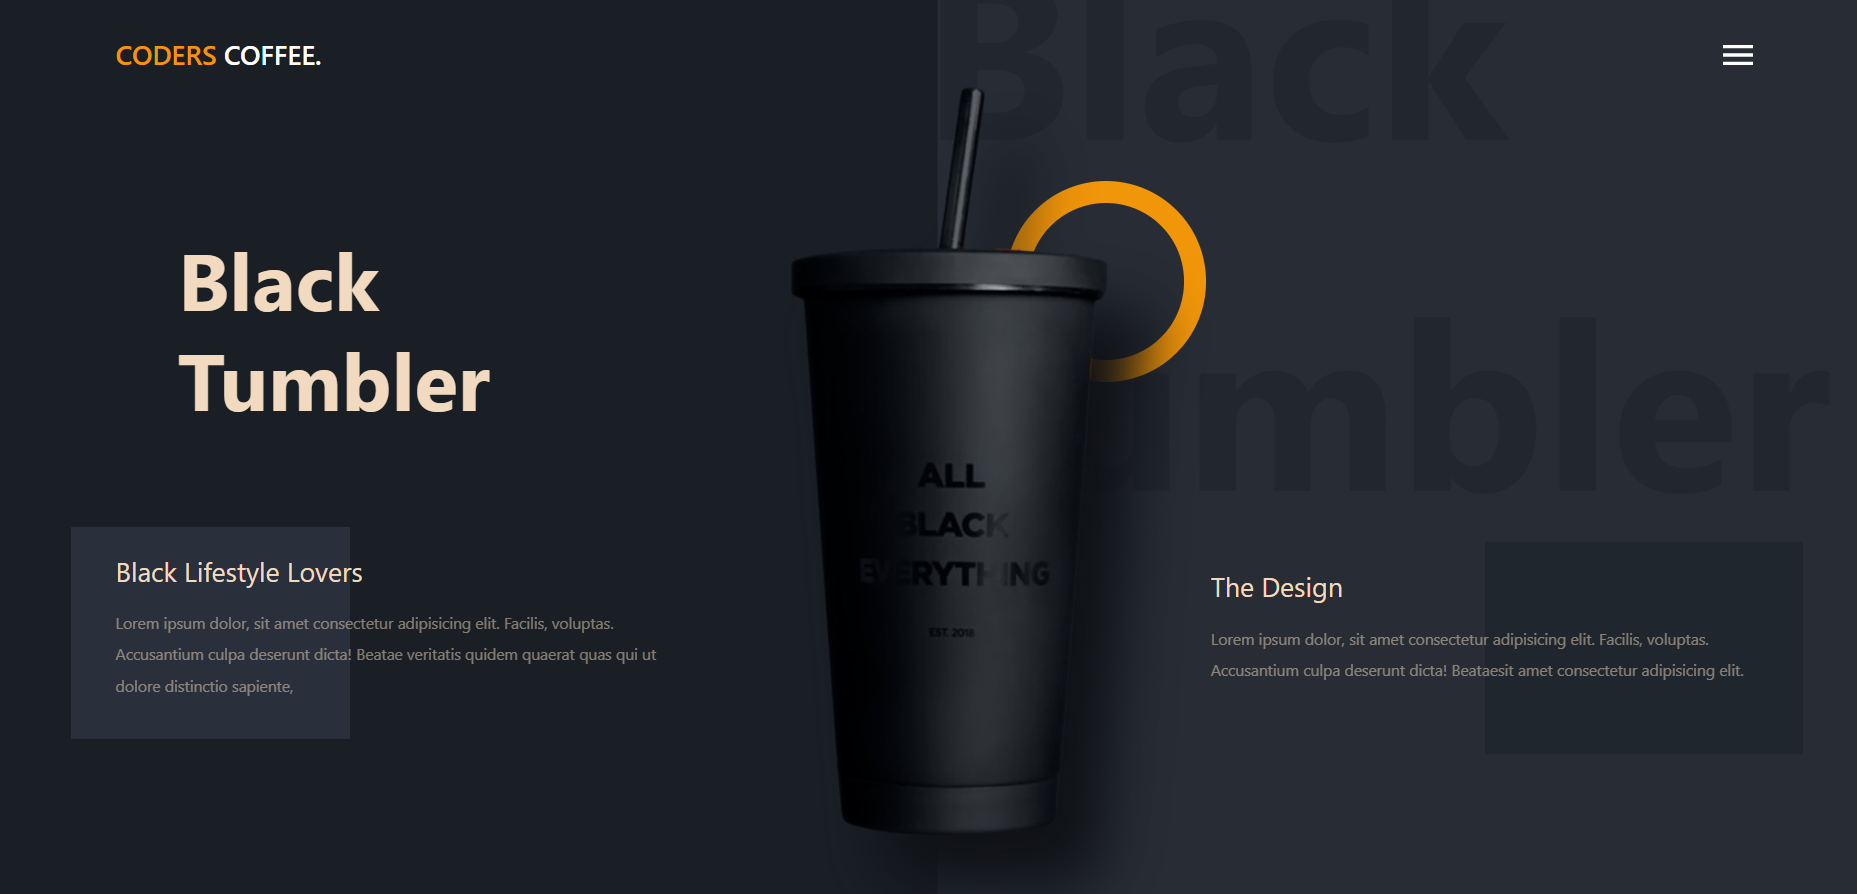 CODERS COFFEE.
Black
Tumbler
Black
Tumbler
ALL
BLACK
EVERYTHING
EST. 2018
Black Lifestyle Lovers
Lorem ipsum dolor, sit amet consectetur adipisicing elit. Facilis, voluptas.
Accusantium culpa deserunt dicta! Beatae veritatis quidem quaerat quas qui ut
dolore distinctio sapiente,
The Design
Lorem ipsum dolor, sit amet consectetur adipisicing elit. Facilis, voluptas.
Accusantium culpa deserunt dicta! Beataesit amet consectetur adipisicing elit.